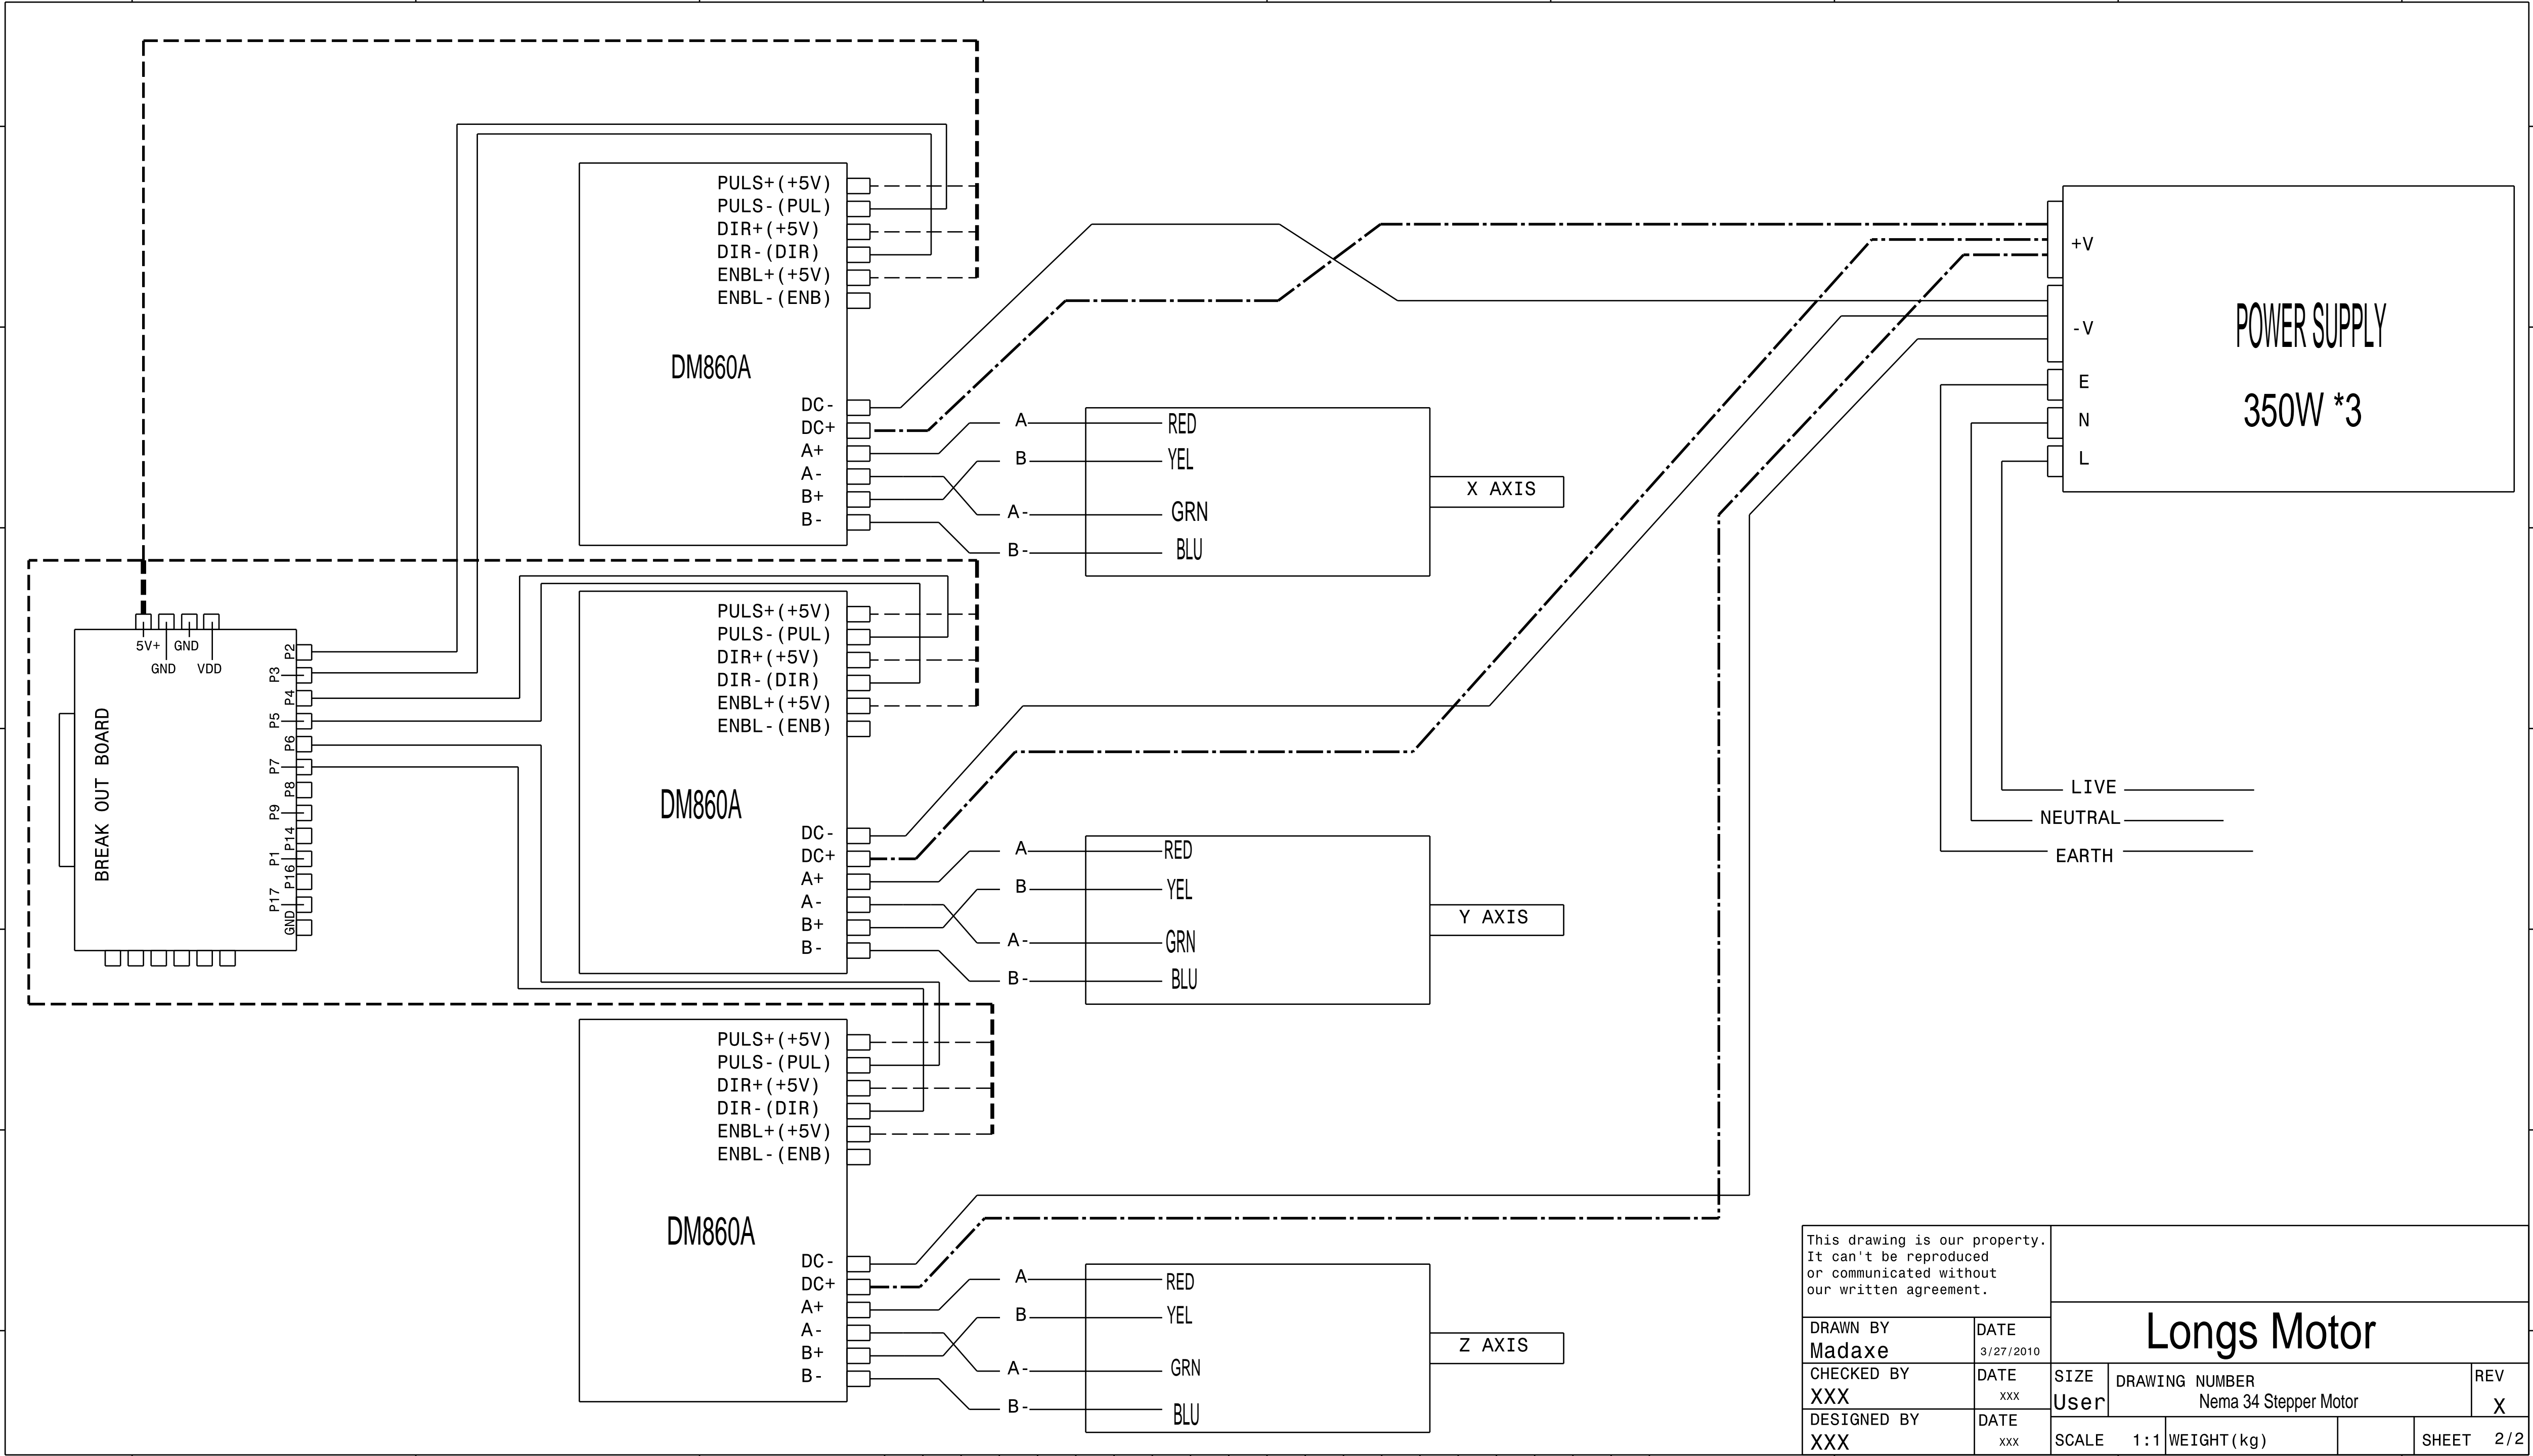 PULS+(+5V)
PULS-(PUL)
DIR+(+5V)
DIR-(DIR)
ENBL+(+5V)
ENBL-(ENB)
DM860A
DC-
DC+
A+
A-
B+
B-
A
B
A-
B-
RED
YEL
GRN
BLU
X AXIS
+V
-V
E
N
L
POWER SUPPLY
350W *3
LIVE
NEUTRAL
EARTH
5V+
GND
GND
VDD
BREAK OUT BOARD
P2
P3
P4
P5
P6
P7
P8
P9
P14
P1
P16
P17
GND
PULS+(+5V)
PULS-(PUL)
DIR+(+5V)
DIR-(DIR)
ENBL+(+5V)
ENBL-(ENB)
DM860A
DC-
DC+
A+
A-
B+
B-
A
B
A-
B-
RED
YEL
GRN
BLU
Y AXIS
PULS+(+5V)
PULS-(PUL)
DIR+(+5V)
DIR-(DIR)
ENBL+(+5V)
ENBL-(ENB)
DM860A
DC-
DC+
A+
A-
B+
B-
A
B
A-
B-
RED
YEL
GRN
BLU
Z AXIS
This drawing is our property.
It can't be reproduced
or communicated without
our written agreement.
DRAWN BY
Madaxe
DATE
3/27/2010
CHECKED BY
XXX
DATE
xxx
DESIGNED BY
XXX
DATE
xxx
Longs Motor
SIZE
User
DRAWING NUMBER
Nema 34 Stepper Motor
REV
X
SCALE 1:1
WEIGHT(kg)
SHEET 2/2